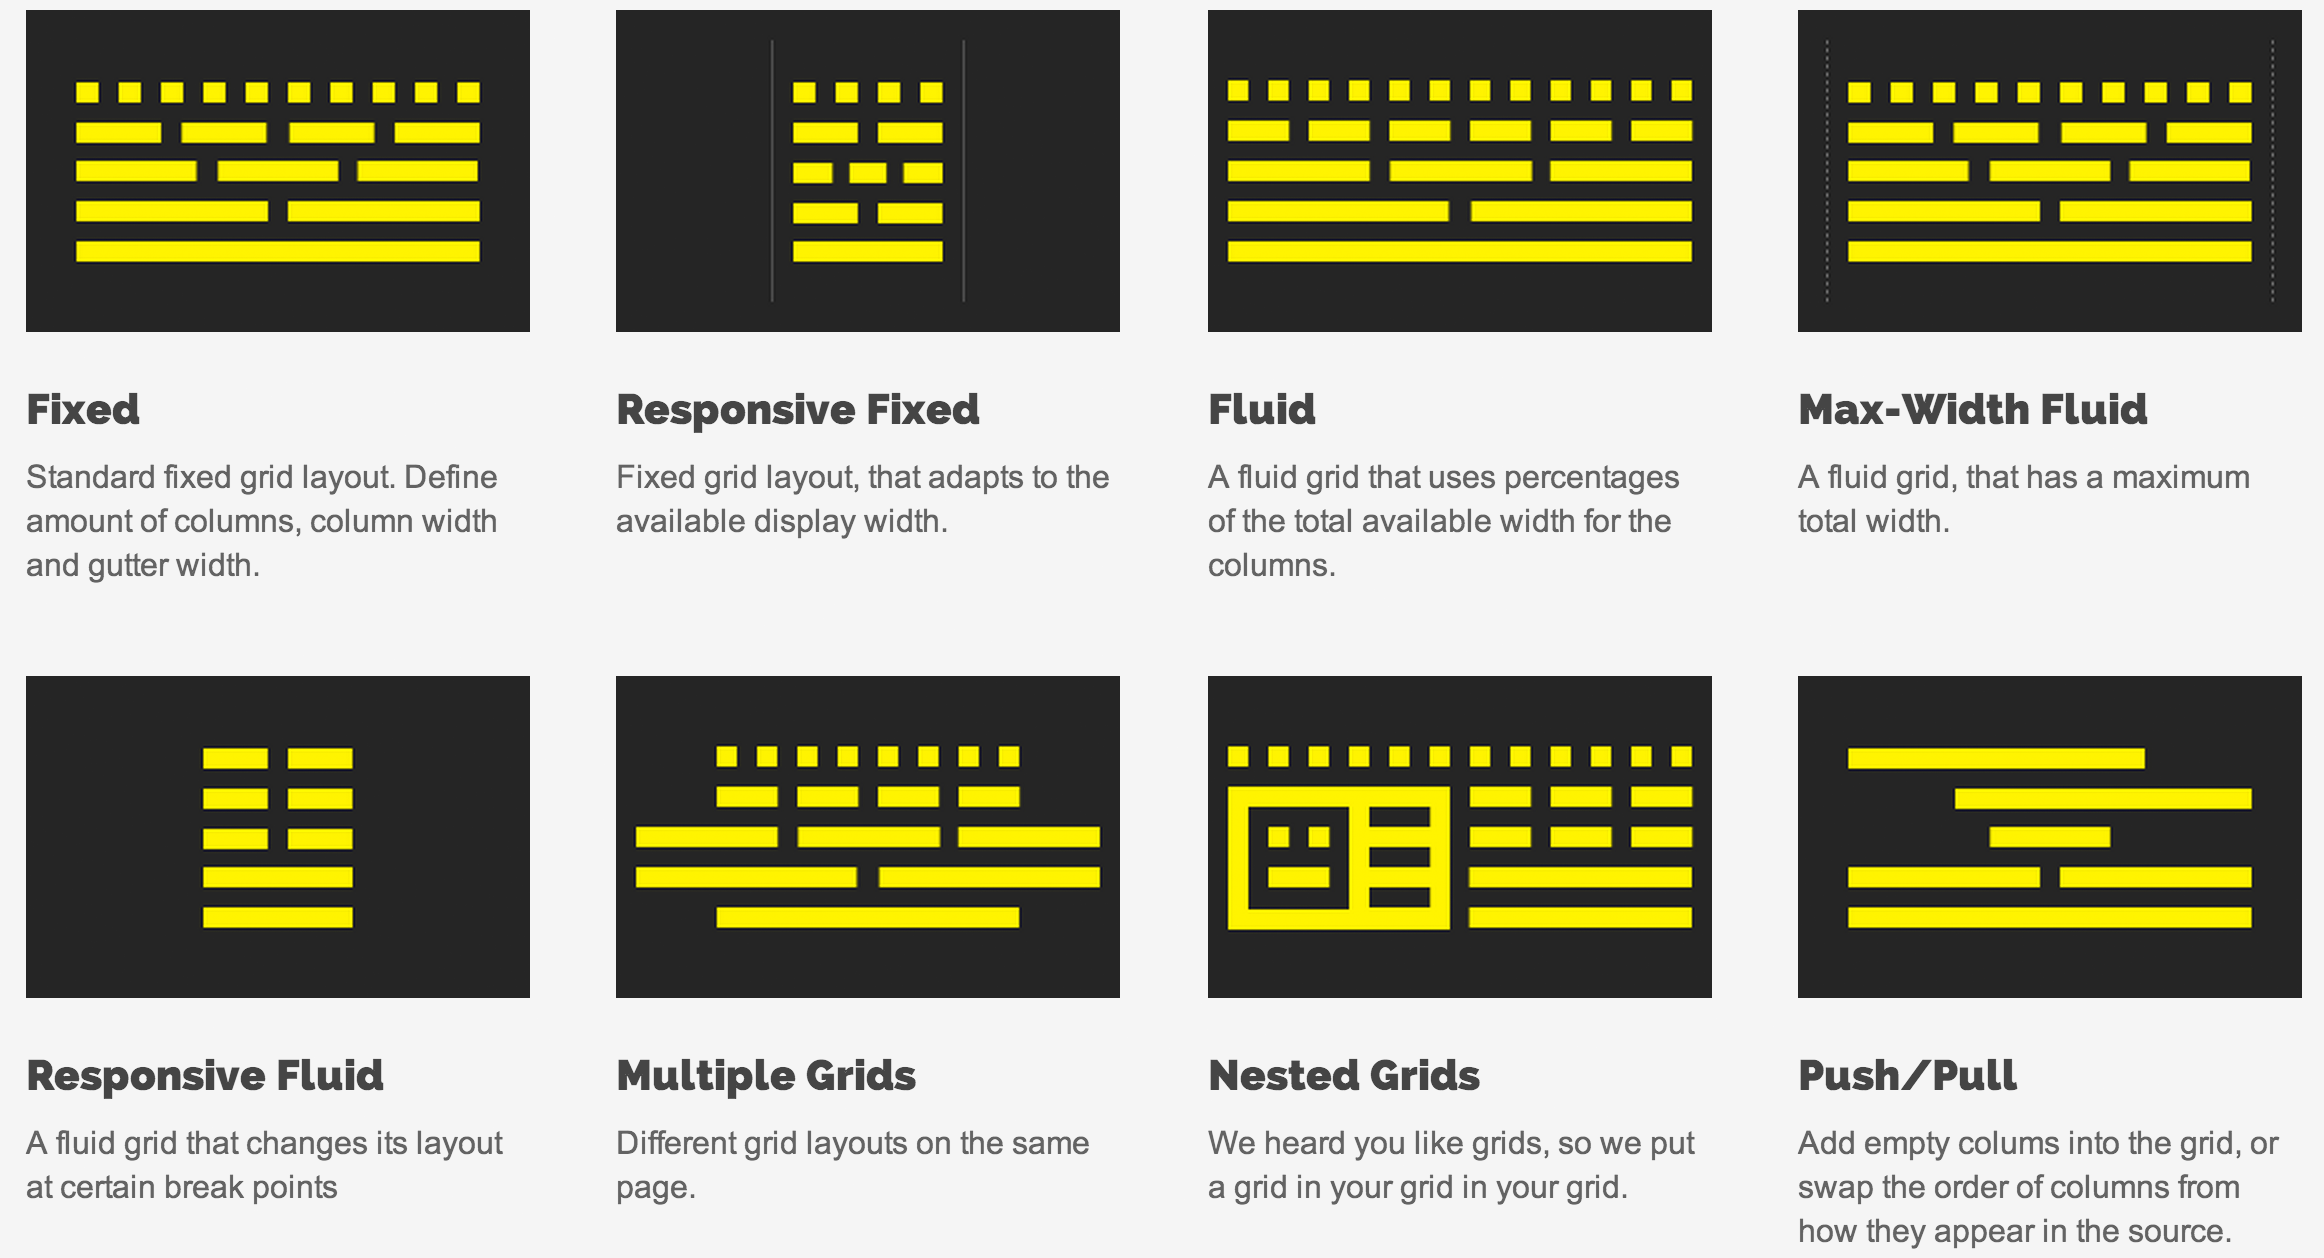 Fixed
Standard fixed grid layout. Define
amount of columns, column width
and gutter width.
Responsive Fixed
Fixed grid layout, that adapts to the
available display width.
Fluid
A fluid grid that uses percentages
of the total available width for the
columns.
Max-Width Fluid
A fluid grid, that has a maximum
total width.
Responsive Fluid
A fluid grid that changes its layout
at certain break points
Multiple Grids
Different grid layouts on the same
page.
Nested Grids
We heard you like grids, so we put
a grid in your grid in your grid.
Push/Pull
Add empty colums into the grid, or
swap the order of columns from
how they appear in the source.